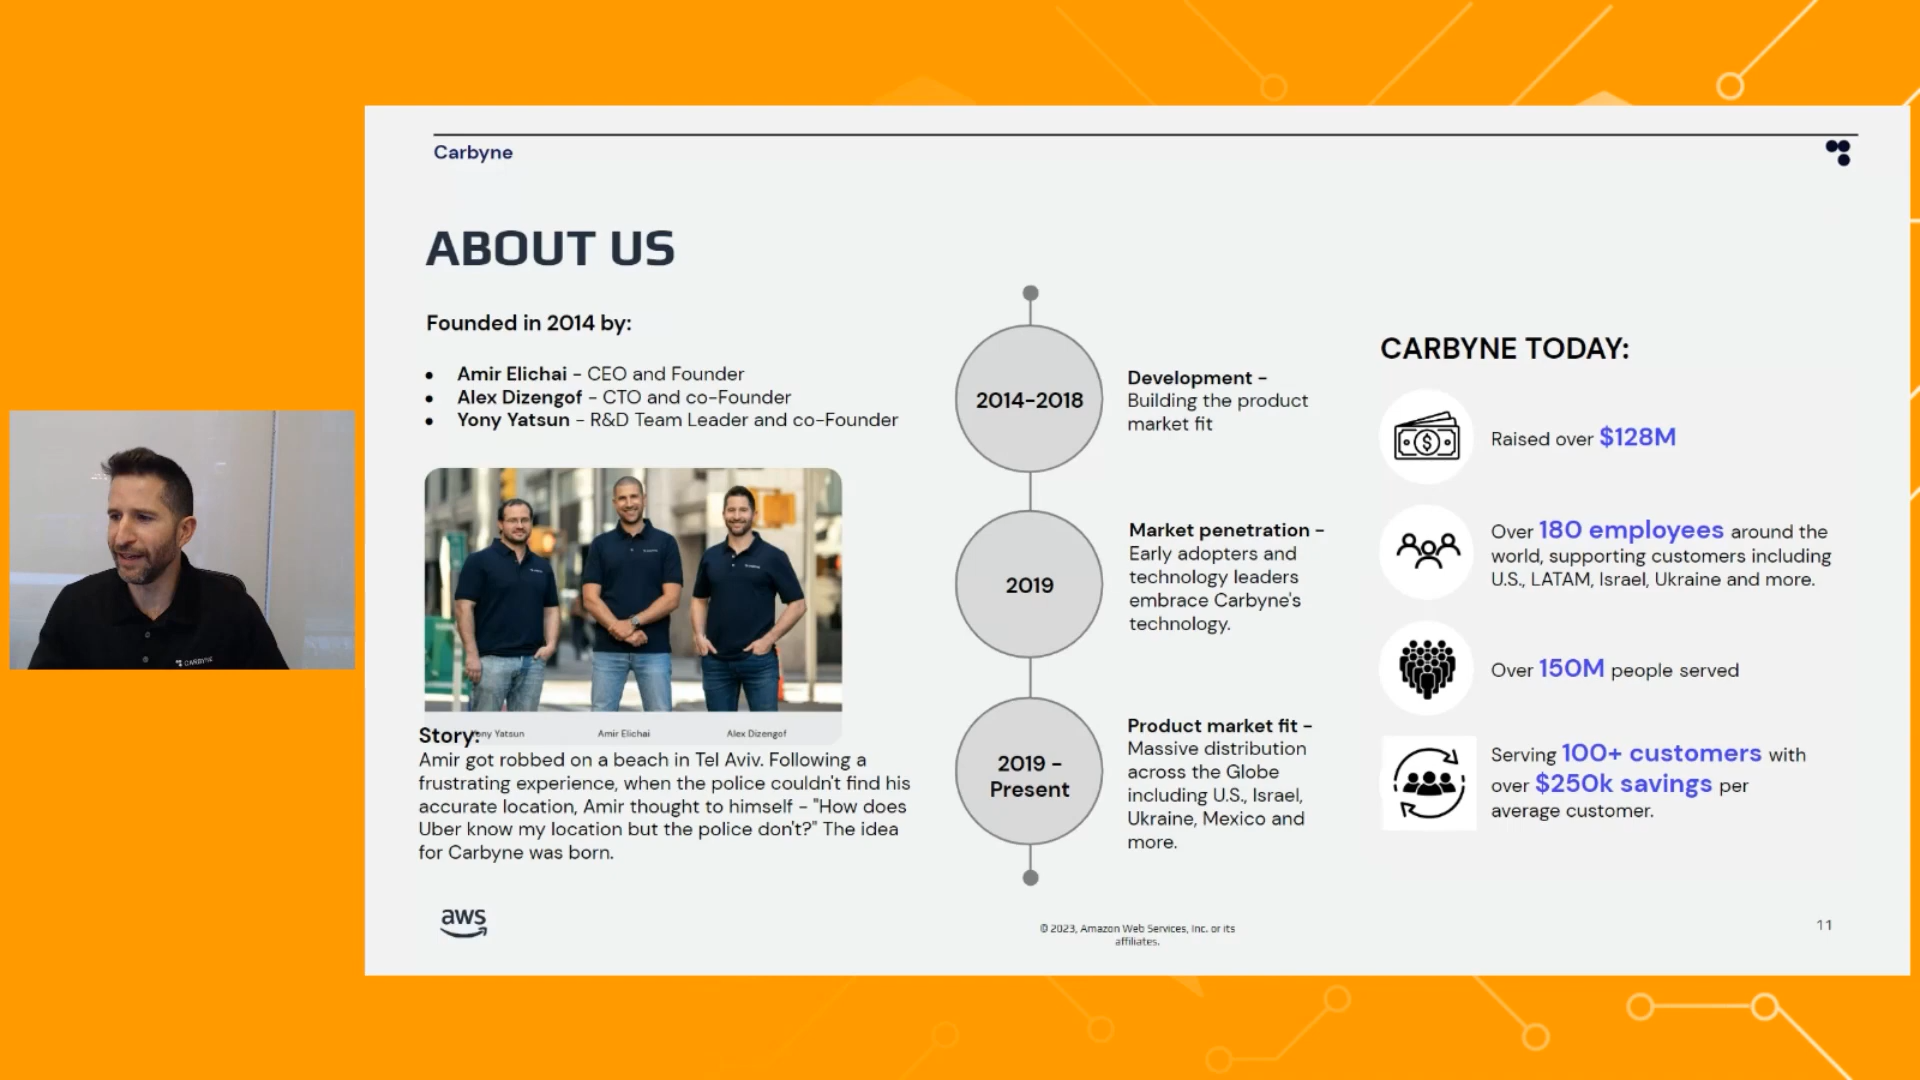 Carbyne
ABOUT US
Founded in 2014 by:
• Amir Elichai - CEO and Founder
• Alex Dizengof - CTO and co-Founder
• Yony Yatsun - R&D Team Leader and co-Founder
Yony Yatsun
Amir Elichai
Alex Dizengof
Story:
Amir got robbed on a beach in Tel Aviv. Following a
frustrating experience, when the police couldn't find his
accurate location, Amir thought to himself - "How does
Uber know my location but the police don't?" The idea
for Carbyne was born.
2014-2018
Development -
Building the product
market fit
2019
Market penetration -
Early adopters and
technology leaders
embrace Carbyne's
technology.
2019 -
Present
Product market fit -
Massive distribution
across the Globe
including U.S., Israel,
Ukraine, Mexico and
more.
CARBYNE TODAY:
Raised over $128M
Over 180 employees around the
world, supporting customers including
U.S., LATAM, Israel, Ukraine and more.
Over 150M people served
Serving 100+ customers with
over $250k savings per
average customer.
CARBYNE
aws
© 2023, Amazon Web Services, Inc. or its
affiliates.
11